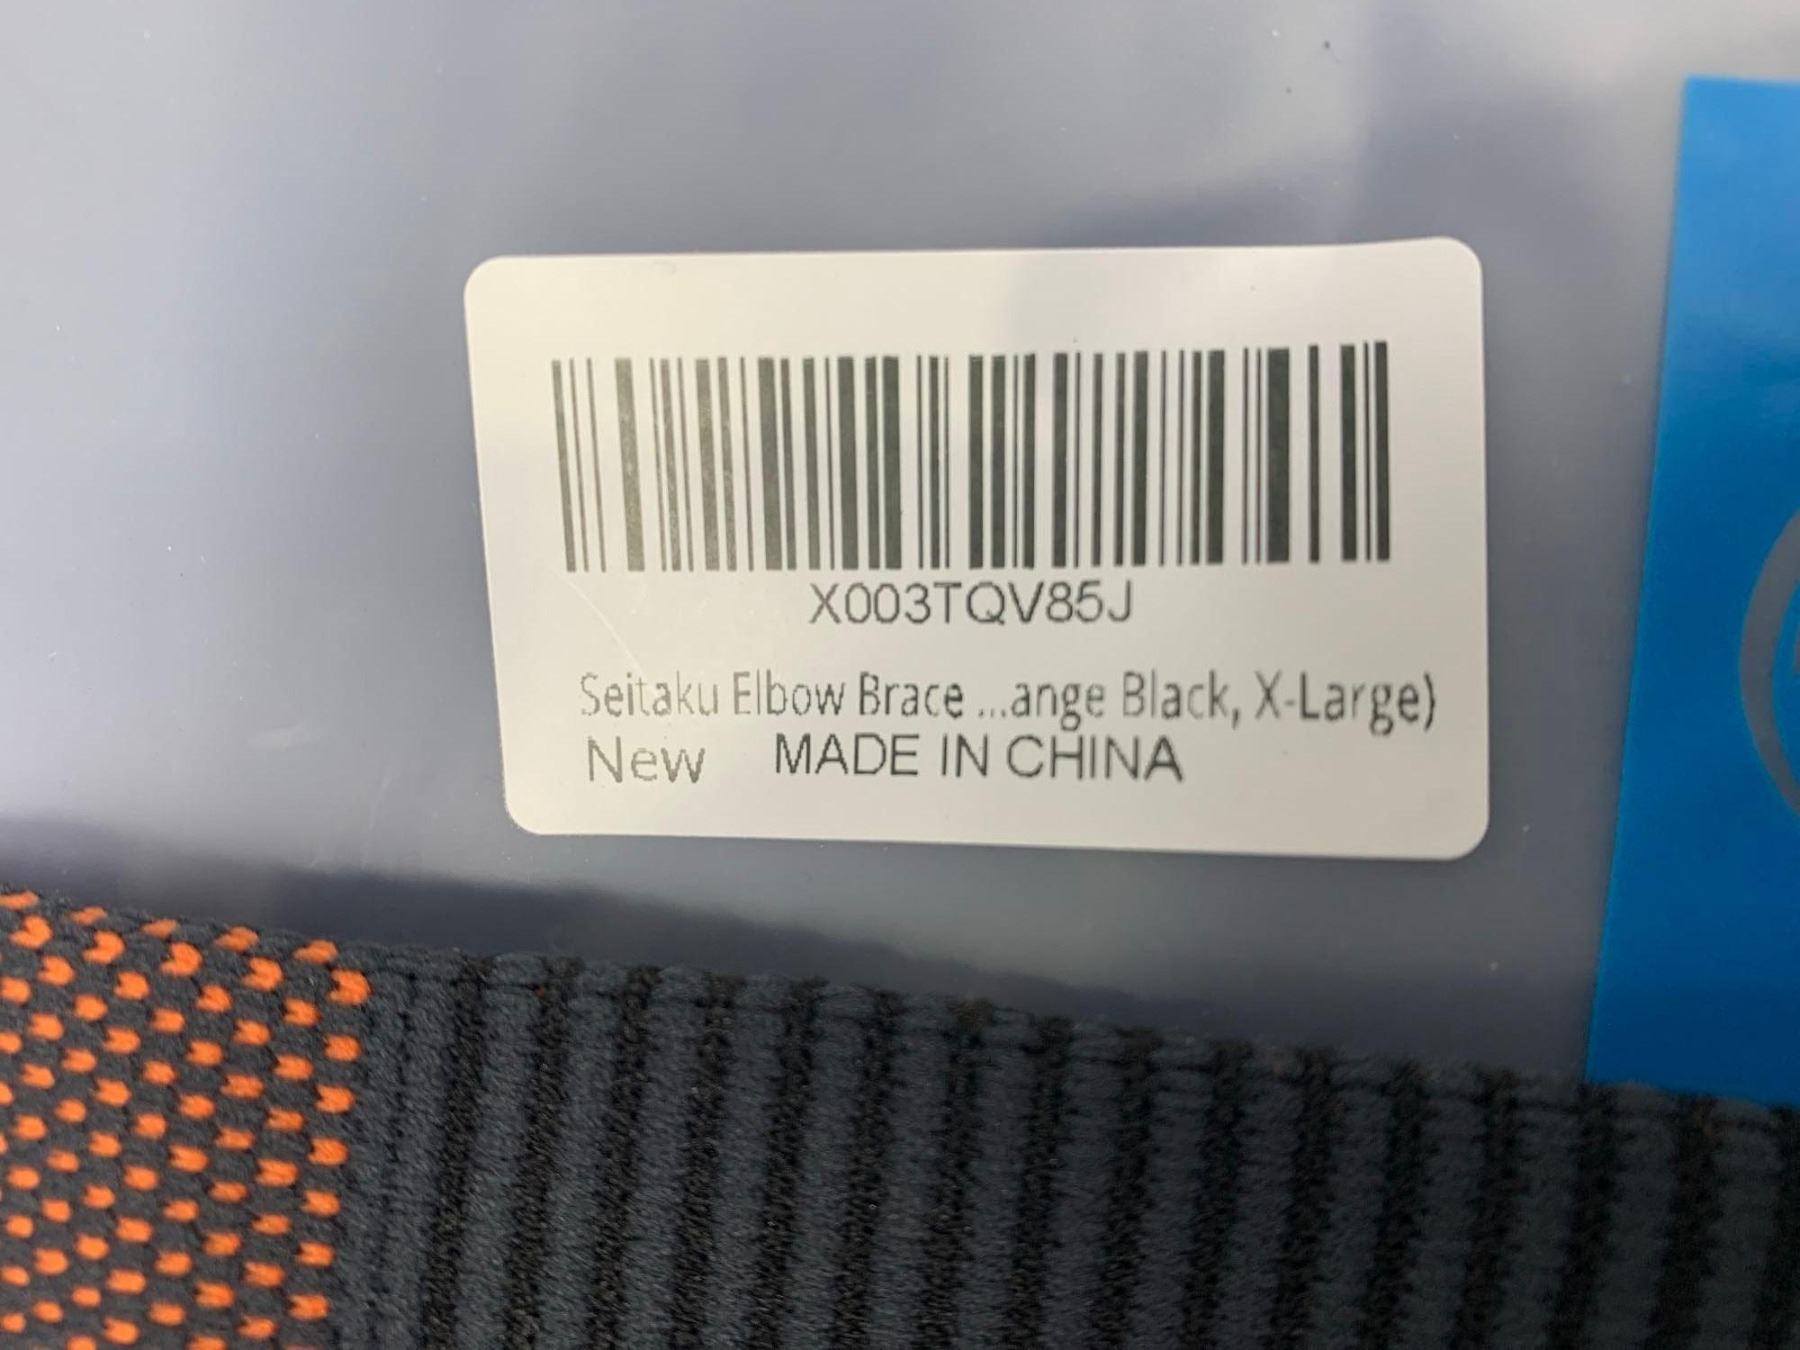 X003TQV85J
Seitaku Elbow Brace ...ange Black, X-Large)
New MADE IN CHINA